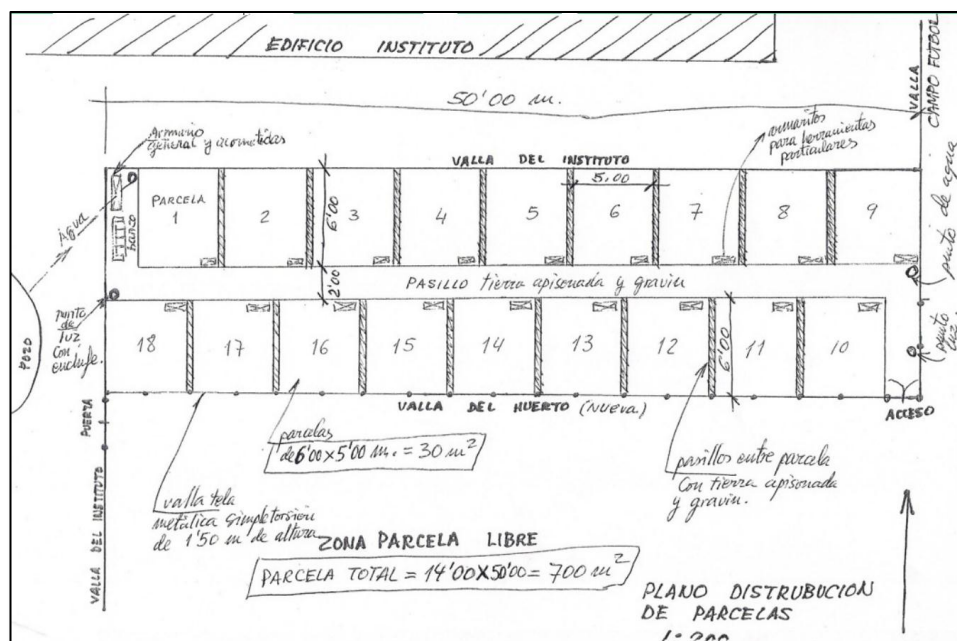 EDIFICIO INSTITUTO
VALLA
CAMPO FUTBOL
50'00 m.
Armario
general y acometidas
armaritos
para herramientas
particulares
VALLA DEL INSTITUTO
5.00
PARCELA
1
2
3
4
5
6
7
8
9
6'00
banco
Agua
POZO
punto de agua
PASILLO tierra apisonada y gravin
2'00
punto
de
luz
con
enchufe.
punto
luz.
18
17
16
15
14
13
12
11
10
6'00
PUERTA
VALLA DEL HUERTO (NUEVA)
ACCESO
parcelas
de 6'00x5'00 m. = 30 m²
pasillos entre parcela
Con tierra apisonada
y gravin.
valla tela
metálica simple torsión
de 1'50 m de altura
VALLA DEL INSTITUTO
ZONA PARCELA LIBRE
PARCELA TOTAL = 14'00X50'00 = 700 m²
PLANO DISTRUBUCION
DE PARCELAS
1:200